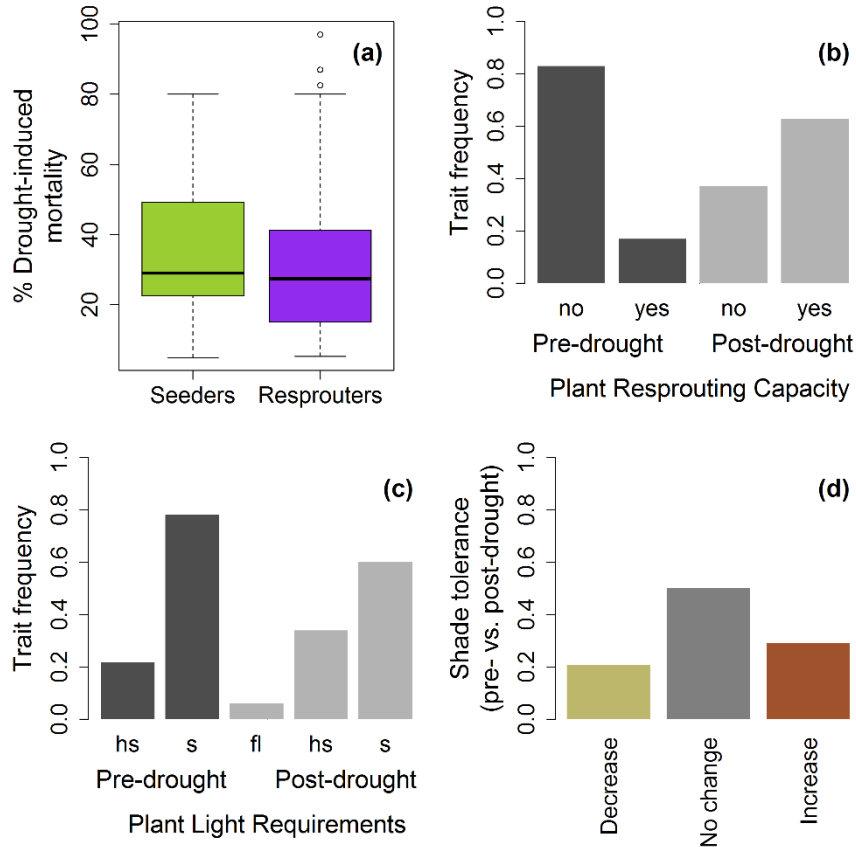 (a)
% Drought-induced
mortality
100
80
60
40
20
Seeders Resprouters
(b)
Trait frequency
1.0
0.8
0.6
0.4
0.2
0.0
no yes no yes
Pre-drought Post-drought
Plant Resprouting Capacity
(c)
Trait frequency
1.0
0.8
0.6
0.4
0.2
0.0
hs s fl hs s
Pre-drought Post-drought
Plant Light Requirements
(d)
Shade tolerance
(pre- vs. post-drought)
1.0
0.8
0.6
0.4
0.2
0.0
Decrease
No change
Increase